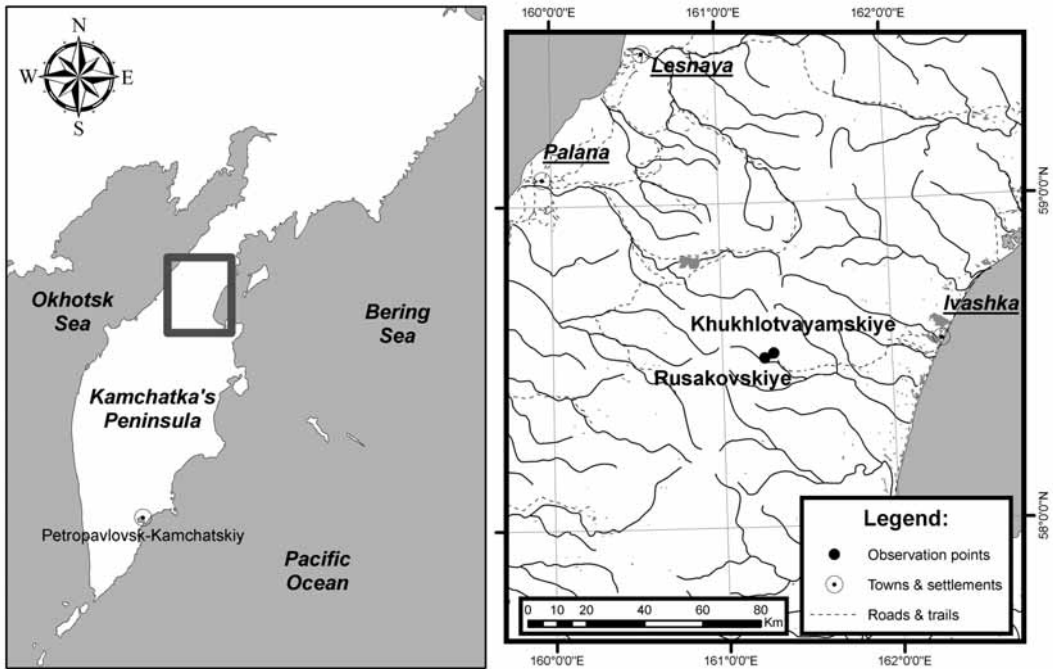 N
W E
S
Okhotsk
Sea
Bering
Sea
Kamchatka's
Peninsula
Petropavlovsk-Kamchatskiy
Pacific
Ocean
160°0'0"E 161°0'0"E 162°0'0"E
Lesnaya
Palana
59°0'0"N
Ivashka
Khukhlotvayamskiye
Rusakovskiye
58°0'0"N
Legend:
Observation points
Towns & settlements
Roads & trails
0 5 10 20 40 60 80
Km
160°0'0"E 161°0'0"E 162°0'0"E